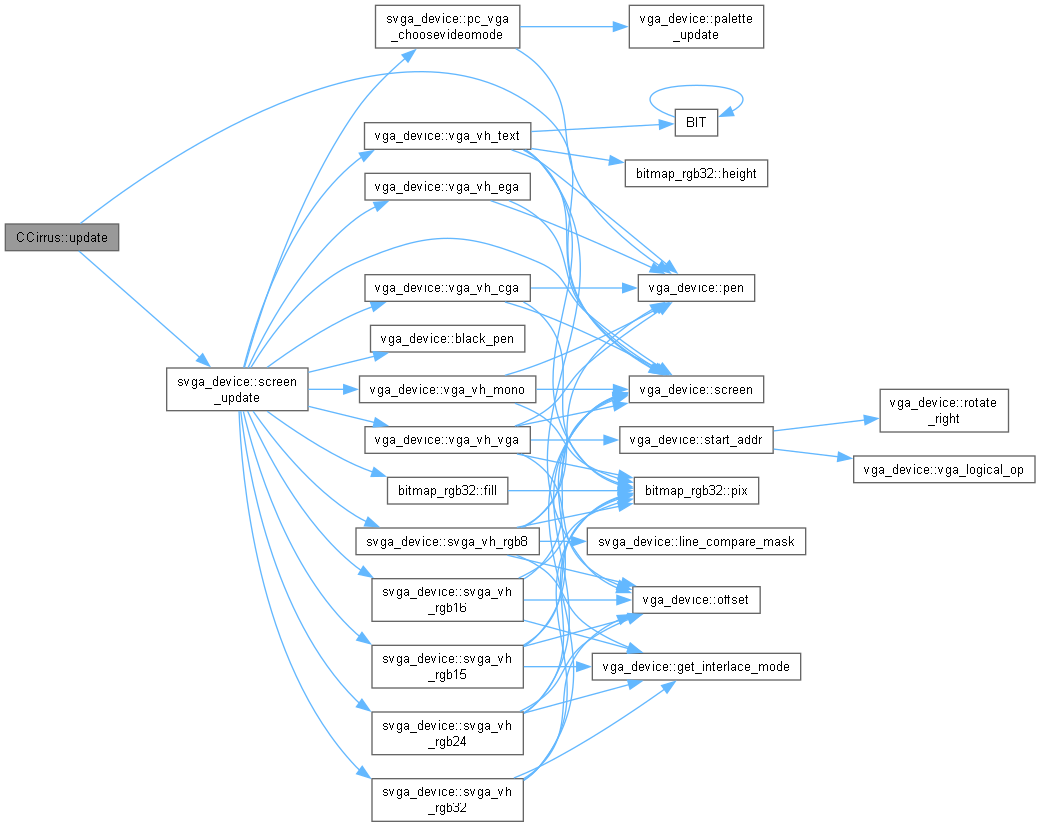 svga_device::pc_vga
_choosevideomode
vga_device::palette
_update
BIT
vga_device::vga_vh_text
bitmap_rgb32::height
vga_device::vga_vh_ega
CCirrus::update
vga_device::vga_vh_cga
vga_device::pen
vga_device::black_pen
svga_device::screen
_update
vga_device::vga_vh_mono
vga_device::screen
vga_device::rotate
_right
vga_device::vga_vh_vga
vga_device::start_addr
vga_device::vga_logical_op
bitmap_rgb32::fill
bitmap_rgb32::pix
svga_device::svga_vh_rgb8
svga_device::line_compare_mask
svga_device::svga_vh
_rgb16
vga_device::offset
svga_device::svga_vh
_rgb15
vga_device::get_interlace_mode
svga_device::svga_vh
_rgb24
svga_device::svga_vh
_rgb32